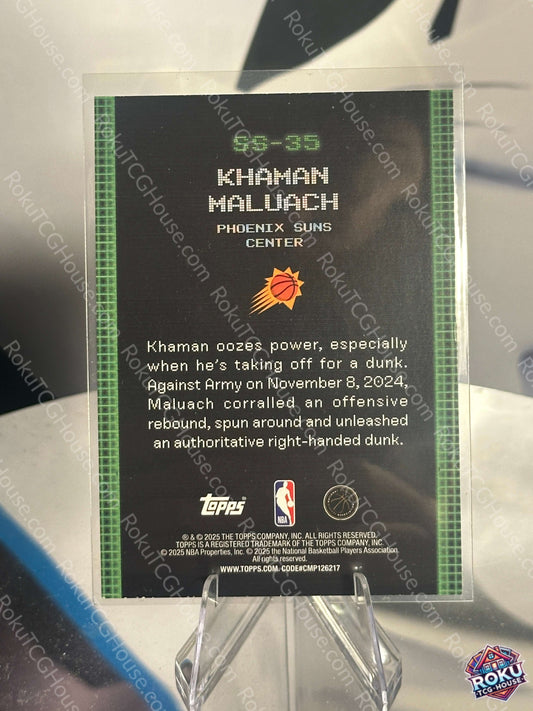 SS-35
KHAMAN
MALUACH
PHOENIX SUNS
CENTER
Khaman oozes power, especially
when he's taking off for a dunk.
Against Army on November 8, 2024,
Maluach corralled an offensive
rebound, spun around and unleashed
an authoritative right-handed dunk.
TOPPS
NBA
® & © 2025 THE TOPPS COMPANY, INC. ALL RIGHTS RESERVED.
TOPPS IS A REGISTERED TRADEMARK OF THE TOPPS COMPANY, INC.
© 2025 NBA Properties, Inc. © 2025 the National Basketball Players Association.
WWW.TOPPS.COM. CODE#CMP126217
RokuTCGHouse.com
ROKU
TCG-HOUSE